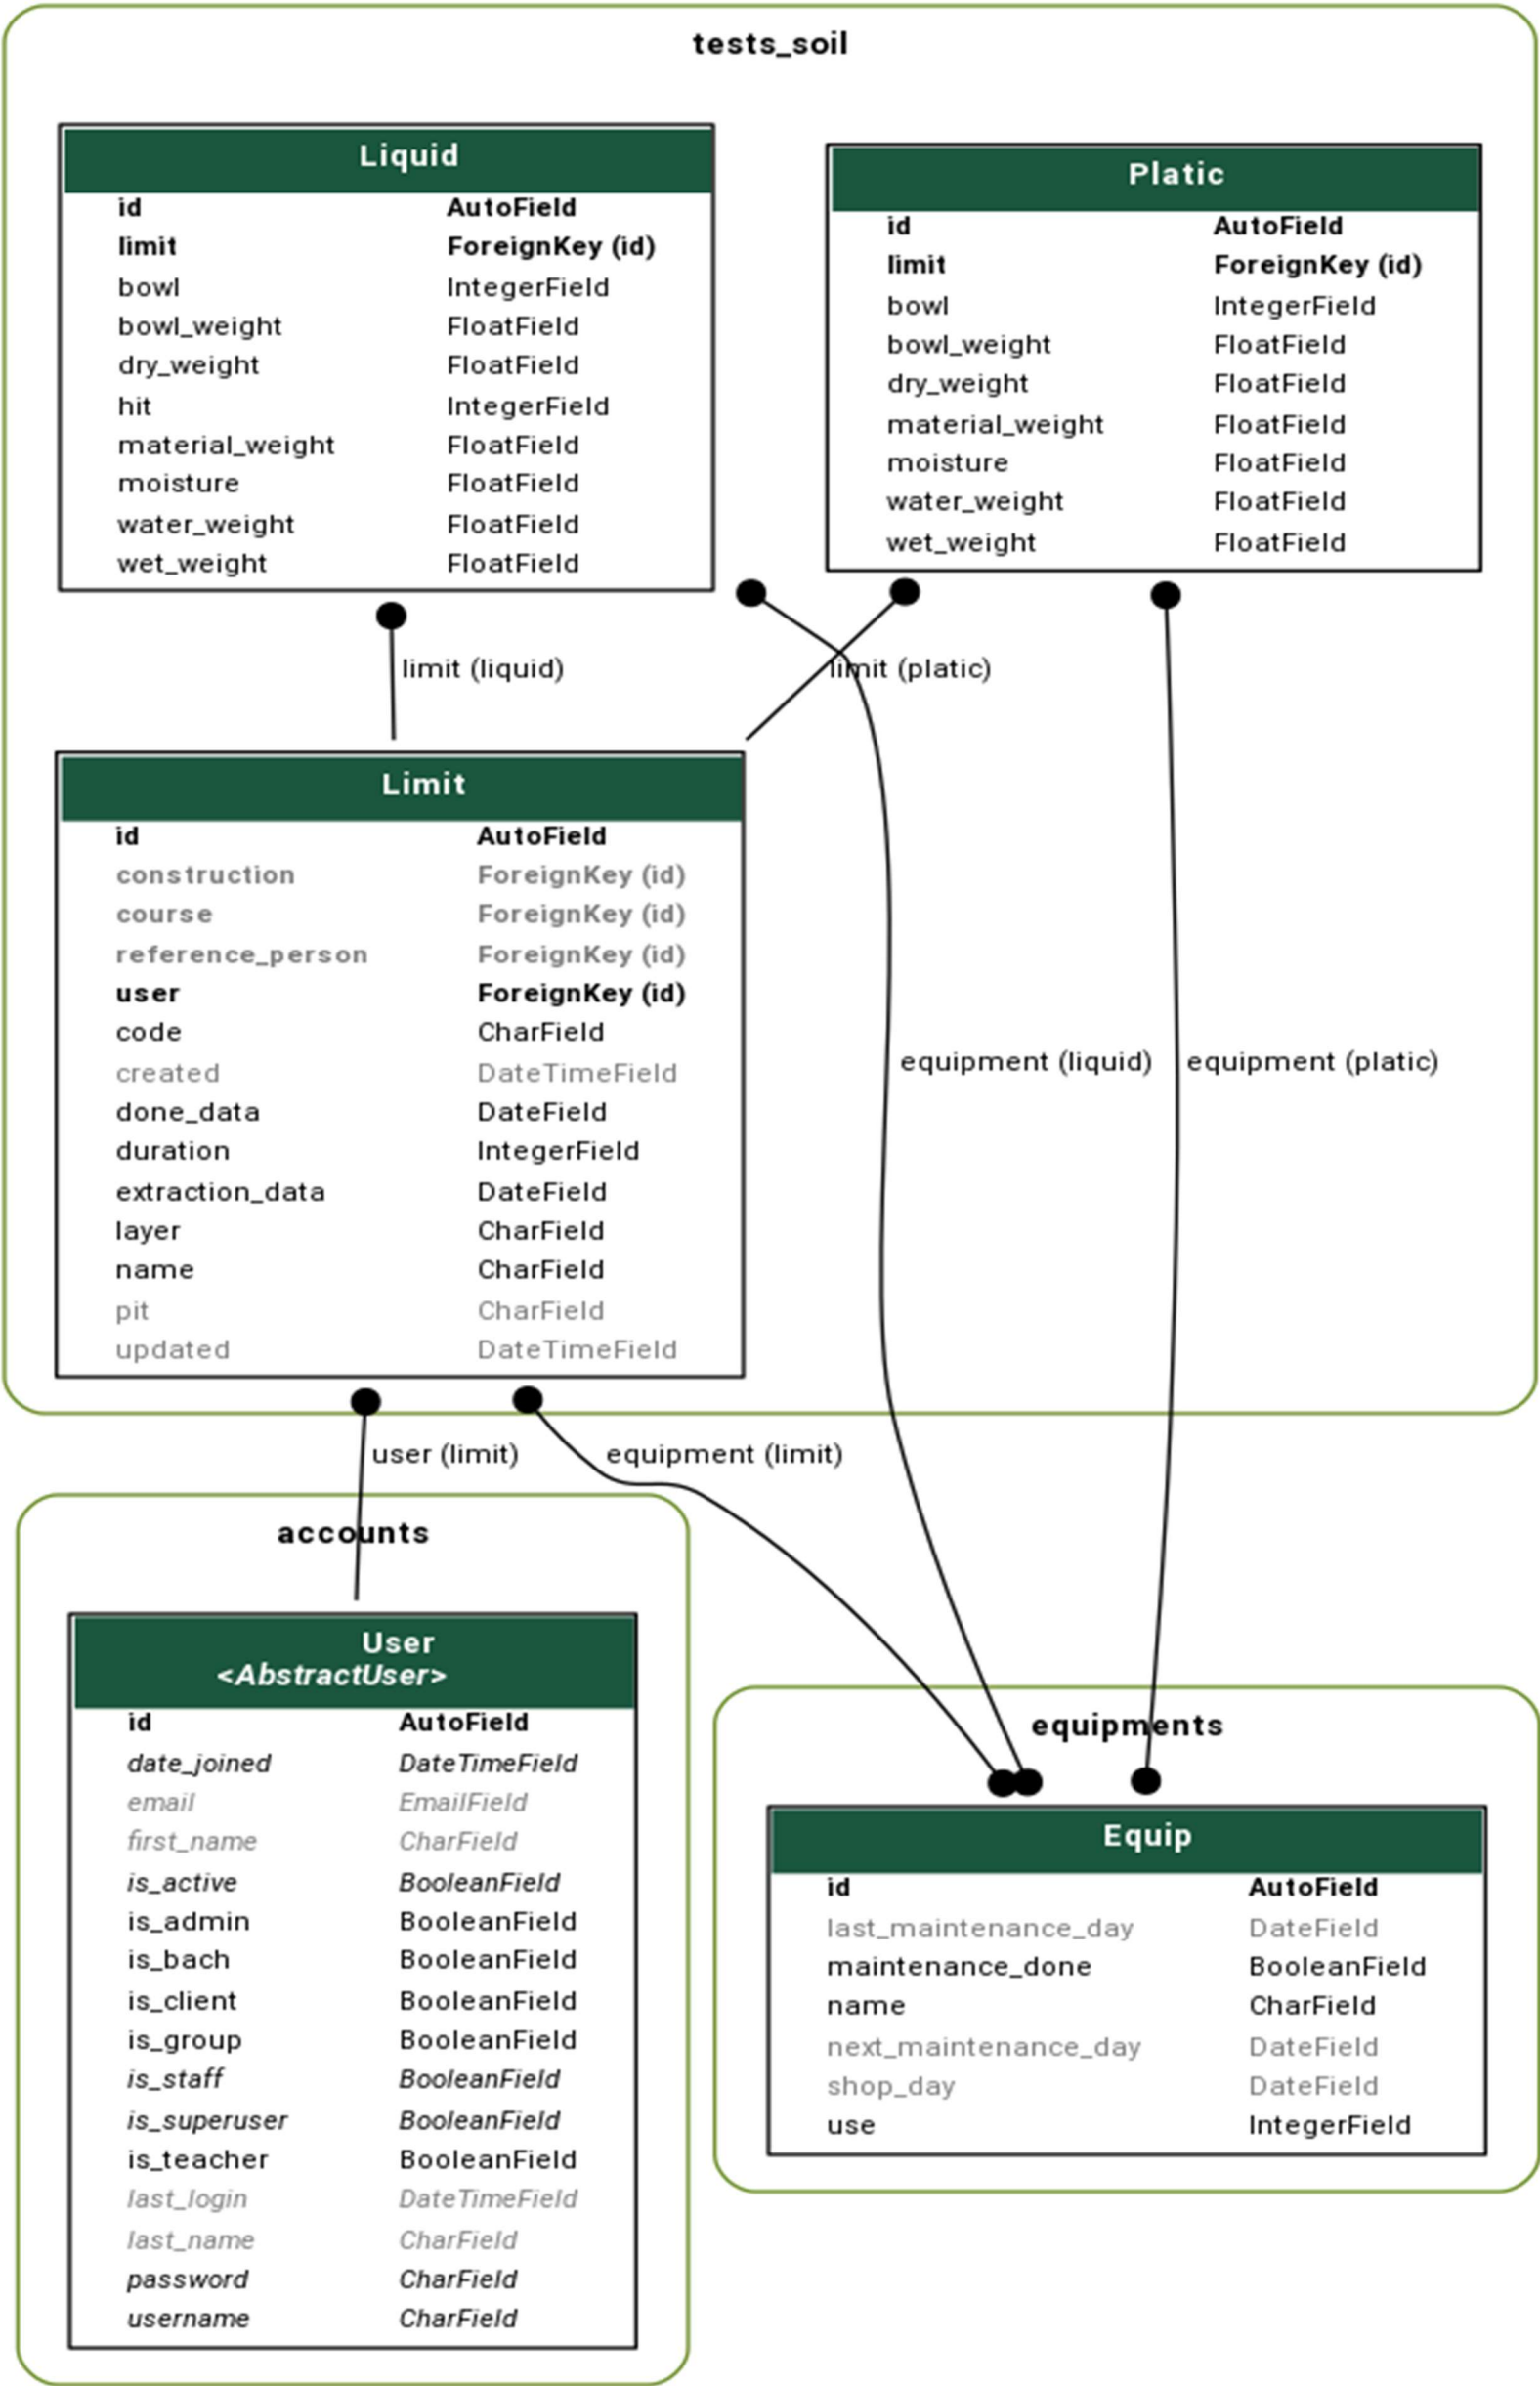 tests_soil
Liquid
id AutoField
limit ForeignKey (id)
bowl IntegerField
bowl_weight FloatField
dry_weight FloatField
hit IntegerField
material_weight FloatField
moisture FloatField
water_weight FloatField
wet_weight FloatField
Platic
id AutoField
limit ForeignKey (id)
bowl IntegerField
bowl_weight FloatField
dry_weight FloatField
material_weight FloatField
moisture FloatField
water_weight FloatField
wet_weight FloatField
limit (liquid)
limit (platic)
Limit
id AutoField
construction ForeignKey (id)
course ForeignKey (id)
reference_person ForeignKey (id)
user ForeignKey (id)
code CharField
created DateTimeField
done_data DateField
duration IntegerField
extraction_data DateField
layer CharField
name CharField
pit CharField
updated DateTimeField
equipment (liquid)
equipment (platic)
user (limit)
equipment (limit)
accounts
User
<AbstractUser>
id AutoField
date_joined DateTimeField
email EmailField
first_name CharField
is_active BooleanField
is_admin BooleanField
is_bach BooleanField
is_client BooleanField
is_group BooleanField
is_staff BooleanField
is_superuser BooleanField
is_teacher BooleanField
last_login DateTimeField
last_name CharField
password CharField
username CharField
equipments
Equip
id AutoField
last_maintenance_day DateField
maintenance_done BooleanField
name CharField
next_maintenance_day DateField
shop_day DateField
use IntegerField